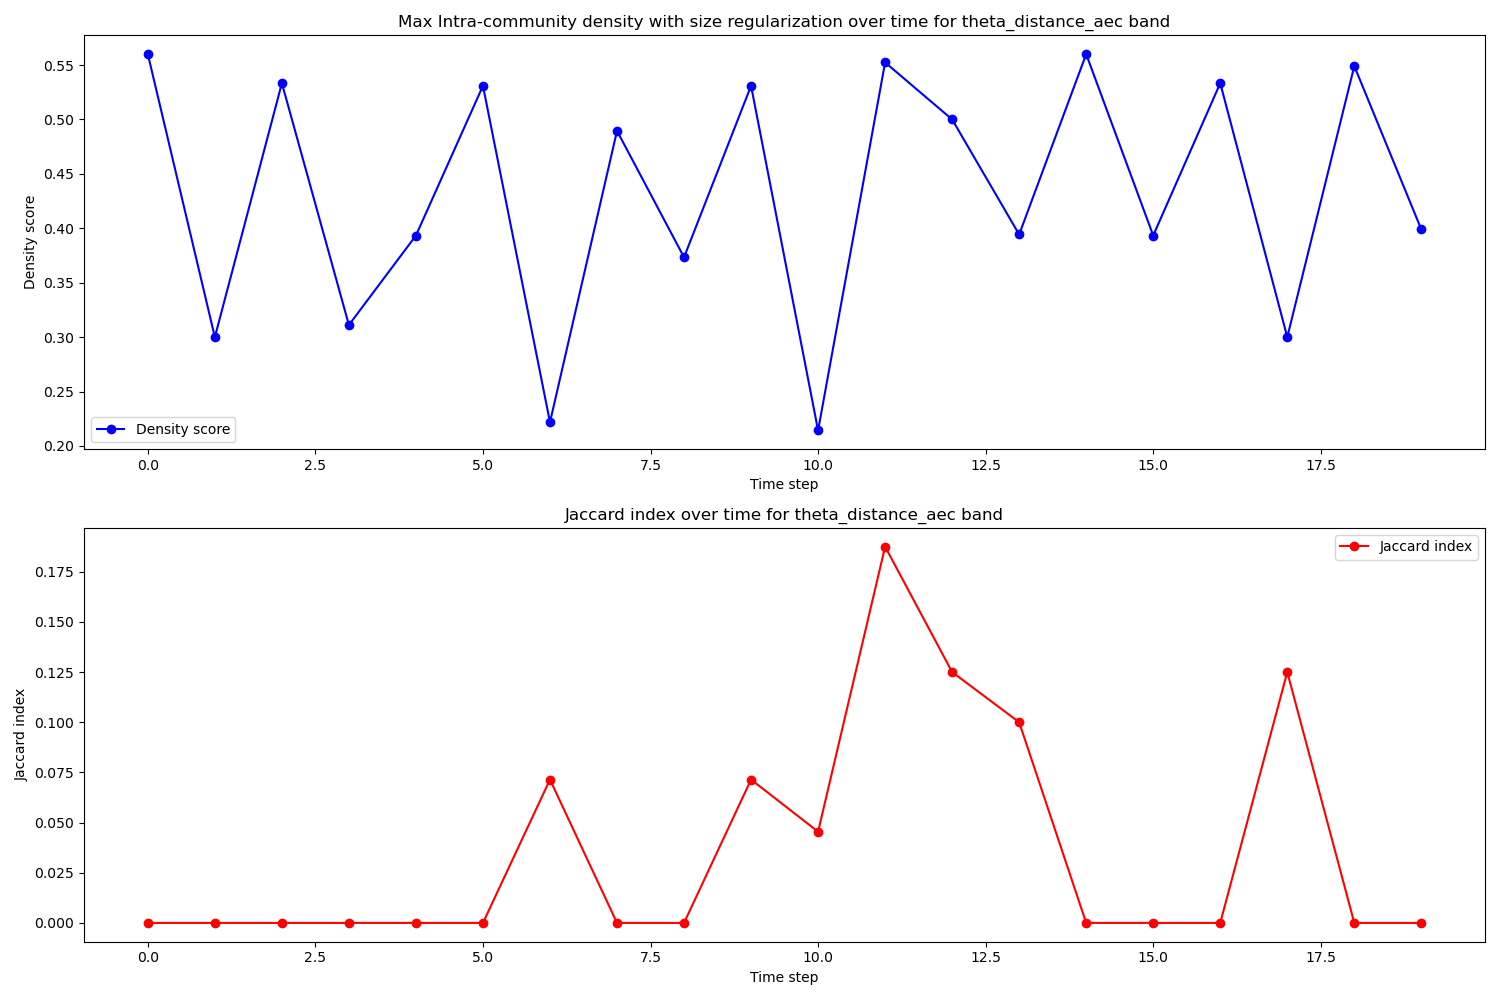 Max Intra-community density with size regularization over time for theta_distance_aec band
0.55
0.50
0.45
0.40
0.35
0.30
0.25
0.20
Density score
Density score
0.0 2.5 5.0 7.5 10.0 12.5 15.0 17.5
Time step
Jaccard index over time for theta_distance_aec band
Jaccard index
0.175
0.150
0.125
0.100
0.075
0.050
0.025
0.000
Jaccard index
0.0 2.5 5.0 7.5 10.0 12.5 15.0 17.5
Time step